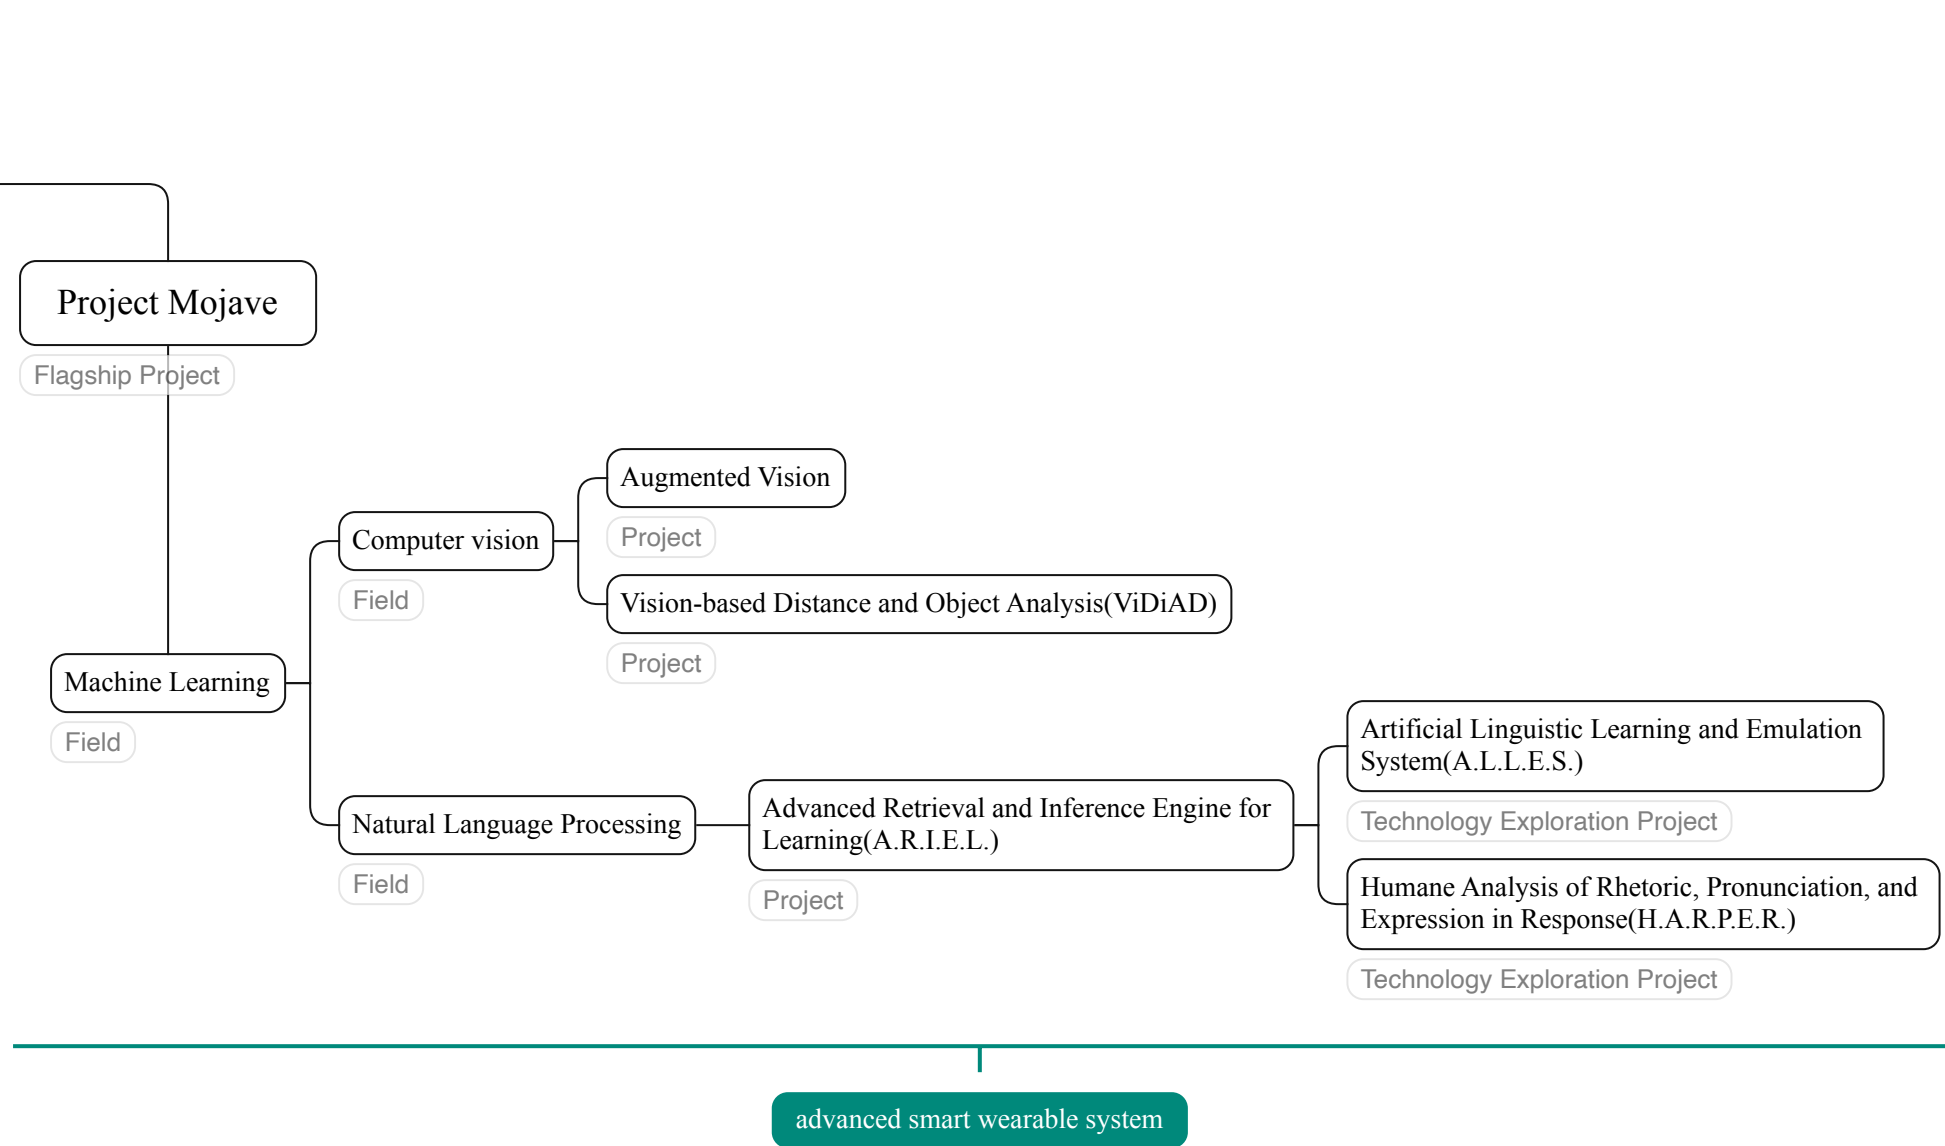 Project Mojave
Flagship Project
Augmented Vision
Project
Computer vision
Field
Vision-based Distance and Object Analysis(ViDiAD)
Project
Machine Learning
Field
Artificial Linguistic Learning and Emulation
System(A.L.L.E.S.)
Technology Exploration Project
Natural Language Processing
Field
Advanced Retrieval and Inference Engine for
Learning(A.R.I.E.L.)
Project
Humane Analysis of Rhetoric, Pronunciation, and
Expression in Response(H.A.R.P.E.R.)
Technology Exploration Project
advanced smart wearable system